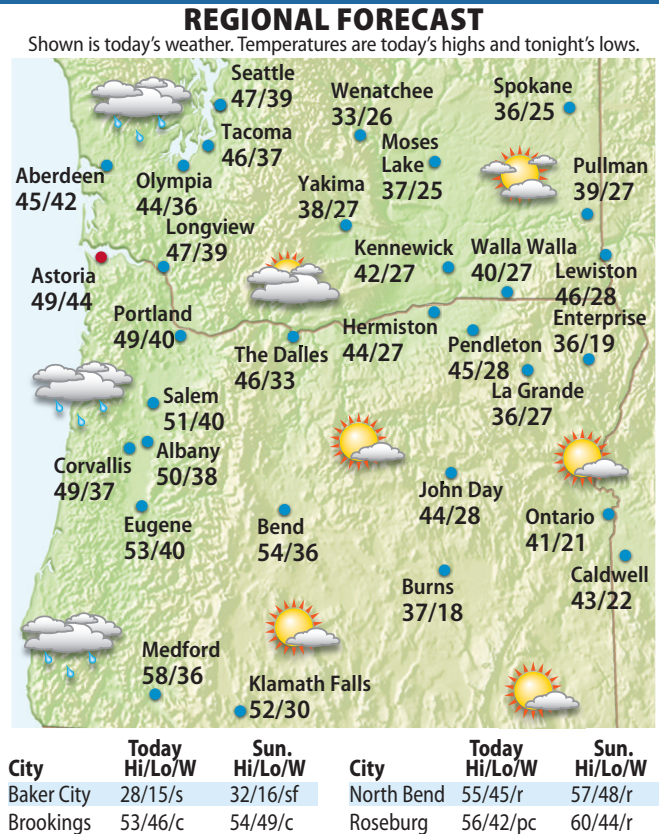 REGIONAL FORECAST
Shown is today's weather. Temperatures are today's highs and tonight's lows.
Seattle
47/39
Wenatchee
33/26
Spokane
36/25
Tacoma
46/37
Moses
Lake
37/25
Aberdeen
45/42
Olympia
44/36
Yakima
38/27
Pullman
39/27
Longview
47/39
Kennewick
42/27
Walla Walla
40/27
Lewiston
46/28
Astoria
49/44
Portland
49/40
The Dalles
46/33
Hermiston
44/27
Pendleton
45/28
Enterprise
36/19
La Grande
36/27
Salem
51/40
Albany
50/38
Corvallis
49/37
Eugene
53/40
Bend
54/36
John Day
44/28
Ontario
41/21
Burns
37/18
Caldwell
43/22
Medford
58/36
Klamath Falls
52/30
Today Sun.
City Hi/Lo/W Hi/Lo/W
Baker City 28/15/s 32/16/sf
Brookings 53/46/c 54/49/c
Today Sun.
City Hi/Lo/W Hi/Lo/W
North Bend 55/45/r 57/48/r
Roseburg 56/42/pc 60/44/r